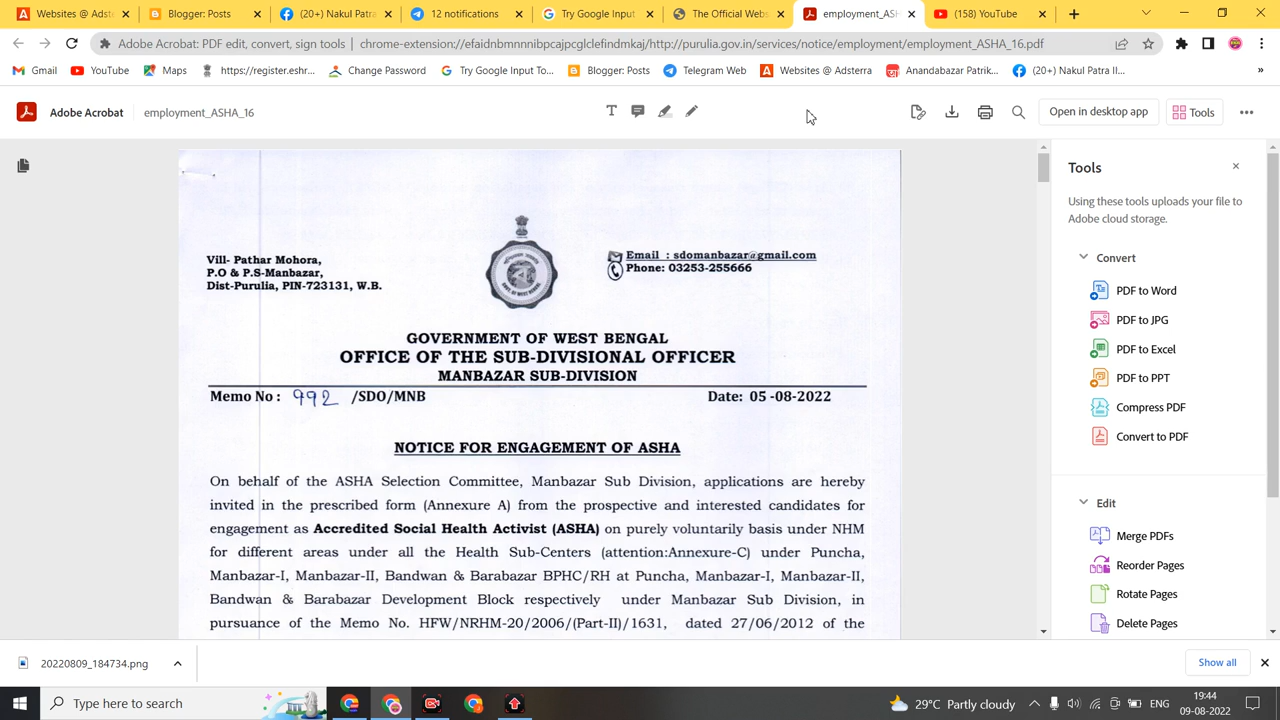 Websites @ Adsterra
Blogger: Posts
(20+) Nakul Patra
12 notifications
Try Google Input
The Official Webs
employment_ASH
(158) YouTube
Adobe Acrobat: PDF edit, convert, sign tools | chrome-extension://efaidnbmnnnibpcajpcglclefindmkaj/http://purulia.gov.in/services/notice/employment/employment_ASHA_16.pdf
Gmail YouTube Maps https://register.eshr... Change Password Try Google Input To... Blogger: Posts Telegram Web Websites @ Adsterra Anandabazar Patrik... (20+) Nakul Patra II... »
Adobe Acrobat employment_ASHA_16 Open in desktop app Tools
Vill- Pathar Mohora,
P.O & P.S-Manbazar,
Dist-Purulia, PIN-723131, W.B.
Email : sdomanbazar@gmail.com
Phone: 03253-255666
GOVERNMENT OF WEST BENGAL
OFFICE OF THE SUB-DIVISIONAL OFFICER
MANBAZAR SUB-DIVISION
Memo No : 992 /SDO/MNB Date: 05 -08-2022
NOTICE FOR ENGAGEMENT OF ASHA
On behalf of the ASHA Selection Committee, Manbazar Sub Division, applications are hereby
invited in the prescribed form (Annexure A) from the prospective and interested candidates for
engagement as Accredited Social Health Activist (ASHA) on purely voluntarily basis under NHM
for different areas under all the Health Sub-Centers (attention:Annexure-C) under Puncha,
Manbazar-I, Manbazar-II, Bandwan & Barabazar BPHC/RH at Puncha, Manbazar-I, Manbazar-II,
Bandwan & Barabazar Development Block respectively under Manbazar Sub Division, in
pursuance of the Memo No. HFW/NRHM-20/2006/(Part-II)/1631, dated 27/06/2012 of the
Tools
Using these tools uploads your file to
Adobe cloud storage.
Convert
PDF to Word
PDF to JPG
PDF to Excel
PDF to PPT
Compress PDF
Convert to PDF
Edit
Merge PDFs
Reorder Pages
Rotate Pages
Delete Pages
20220809_184734.png
Show all
Type here to search
29°C Partly cloudy
ENG
19:44
09-08-2022